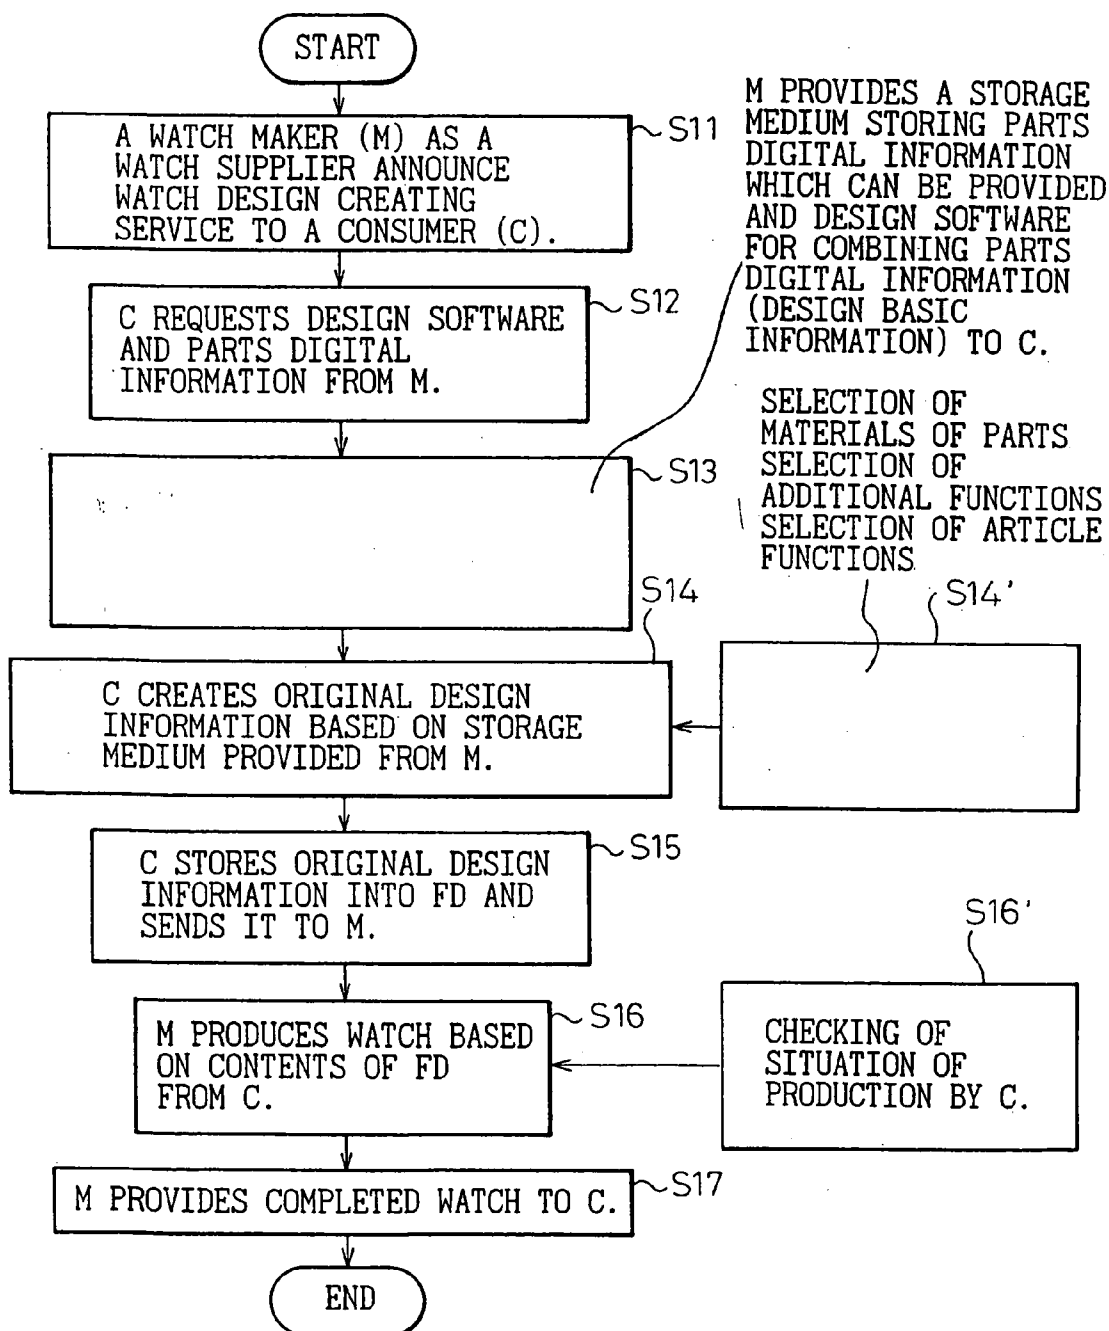 START
A WATCH MAKER (M) AS A
WATCH SUPPLIER ANNOUNCE
WATCH DESIGN CREATING
SERVICE TO A CONSUMER (C).
S11
M PROVIDES A STORAGE
MEDIUM STORING PARTS
DIGITAL INFORMATION
WHICH CAN BE PROVIDED
AND DESIGN SOFTWARE
FOR COMBINING PARTS
DIGITAL INFORMATION
(DESIGN BASIC
INFORMATION) TO C.
C REQUESTS DESIGN SOFTWARE
AND PARTS DIGITAL
INFORMATION FROM M.
S12
SELECTION OF
MATERIALS OF PARTS
SELECTION OF
ADDITIONAL FUNCTIONS
SELECTION OF ARTICLE
FUNCTIONS
S13
S14
S14'
C CREATES ORIGINAL DESIGN
INFORMATION BASED ON STORAGE
MEDIUM PROVIDED FROM M.
C STORES ORIGINAL DESIGN
INFORMATION INTO FD AND
SENDS IT TO M.
S15
S16'
M PRODUCES WATCH BASED
ON CONTENTS OF FD
FROM C.
S16
CHECKING OF
SITUATION OF
PRODUCTION BY C.
M PROVIDES COMPLETED WATCH TO C.
S17
END